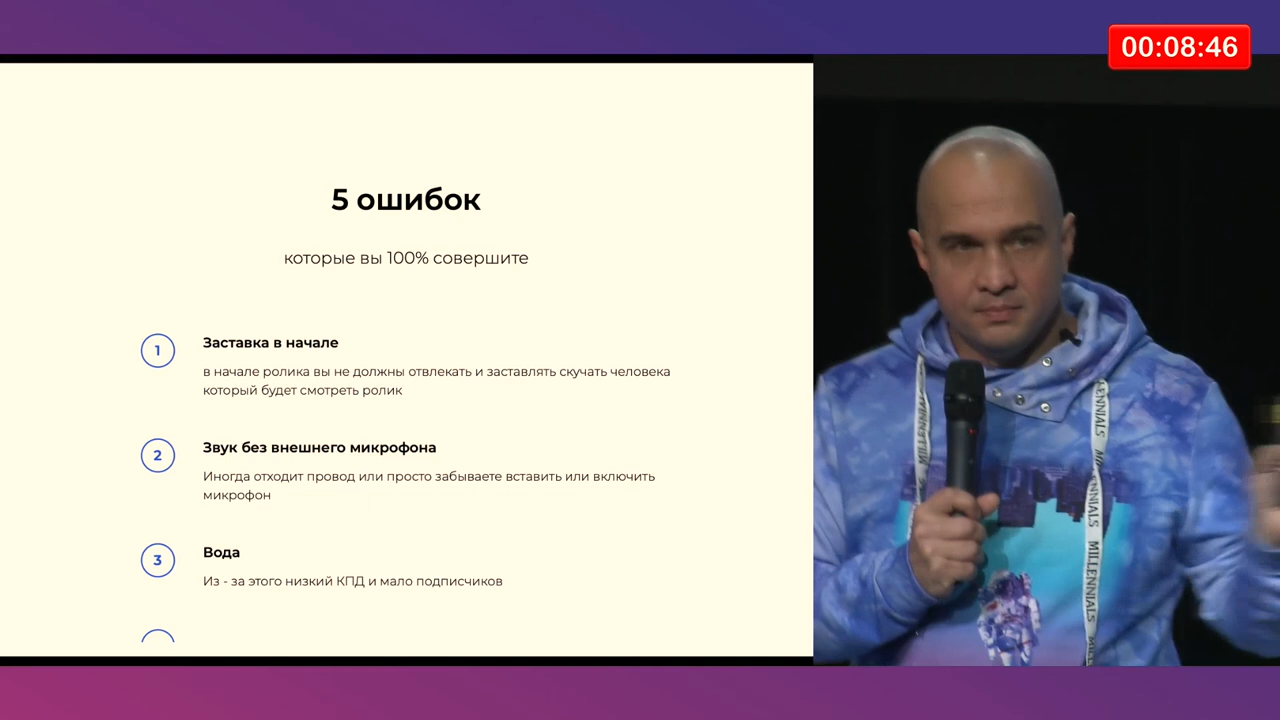 00:08:46
5 ошибок
которые вы 100% совершите
1
Заставка в начале
в начале ролика вы не должны отвлекать и заставлять скучать человека
который будет смотреть ролик
2
Звук без внешнего микрофона
Иногда отходит провод или просто забываете вставить или включить
микрофон
3
Вода
Из - за этого низкий КПД и мало подписчиков
MILLENNIALS